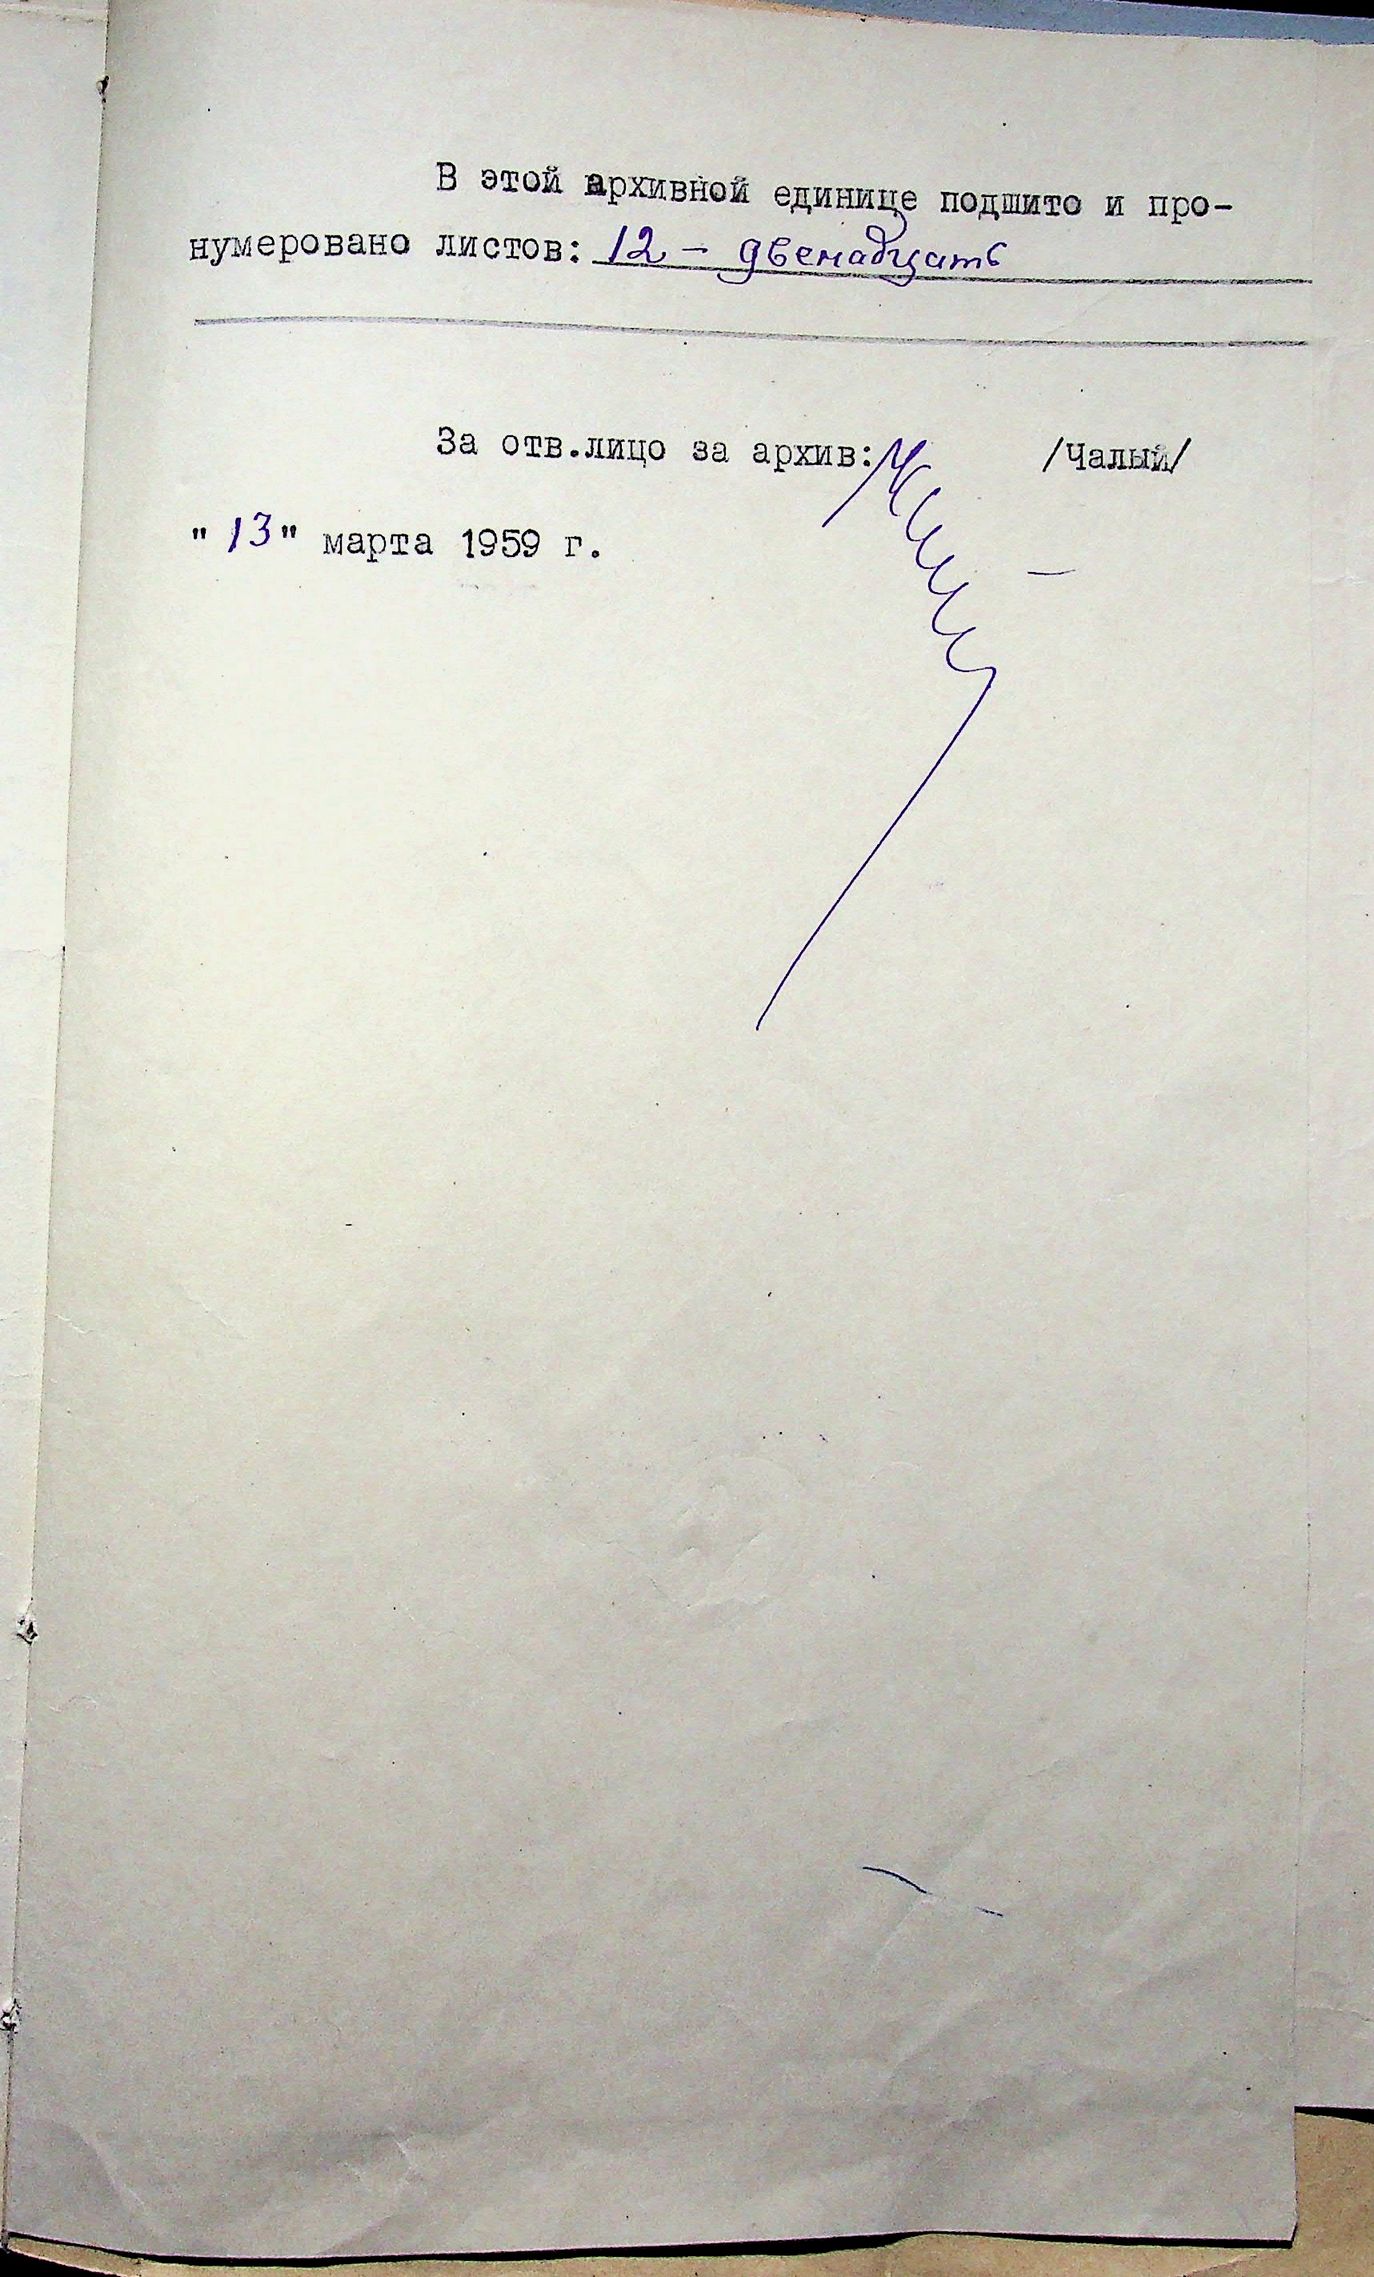 В этой архивной единице подшито и про-
нумеровано листов: 12 - двенадцать
За отв.лицо за архив: /Чалый/
"13" марта 1959 г.